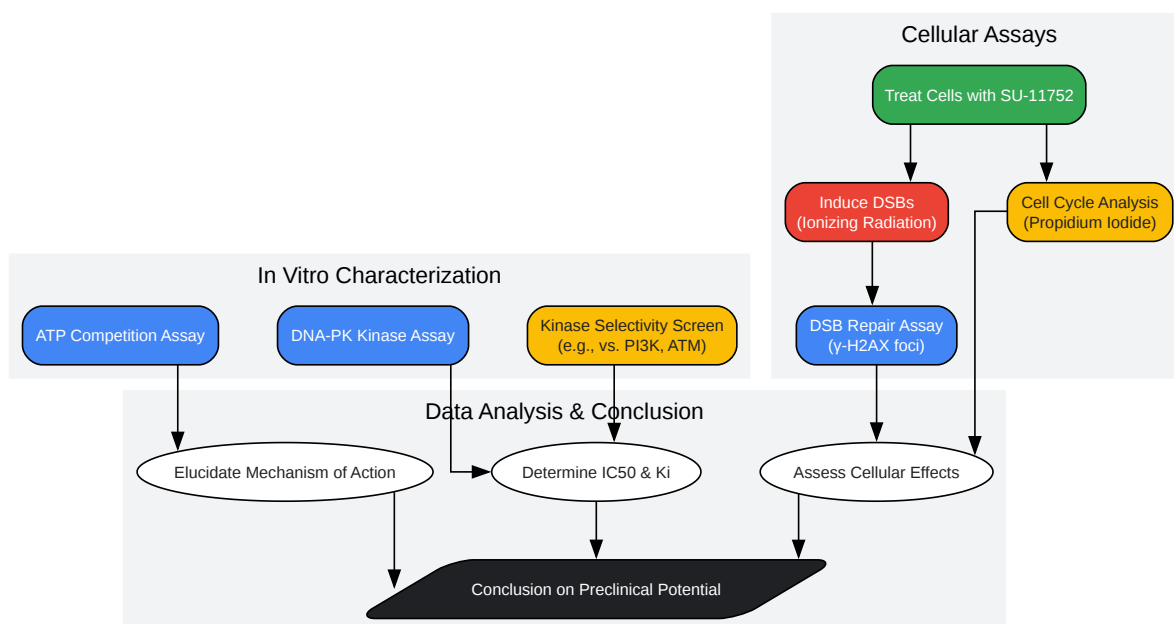 Cellular Assays
Treat Cells with SU-11752
Induce DSBs
(Ionizing Radiation)
Cell Cycle Analysis
(Propidium Iodide)
In Vitro Characterization
ATP Competition Assay
DNA-PK Kinase Assay
Kinase Selectivity Screen
(e.g., vs. PI3K, ATM)
DSB Repair Assay
(γ-H2AX foci)
Data Analysis & Conclusion
Elucidate Mechanism of Action
Determine IC50 & Ki
Assess Cellular Effects
Conclusion on Preclinical Potential